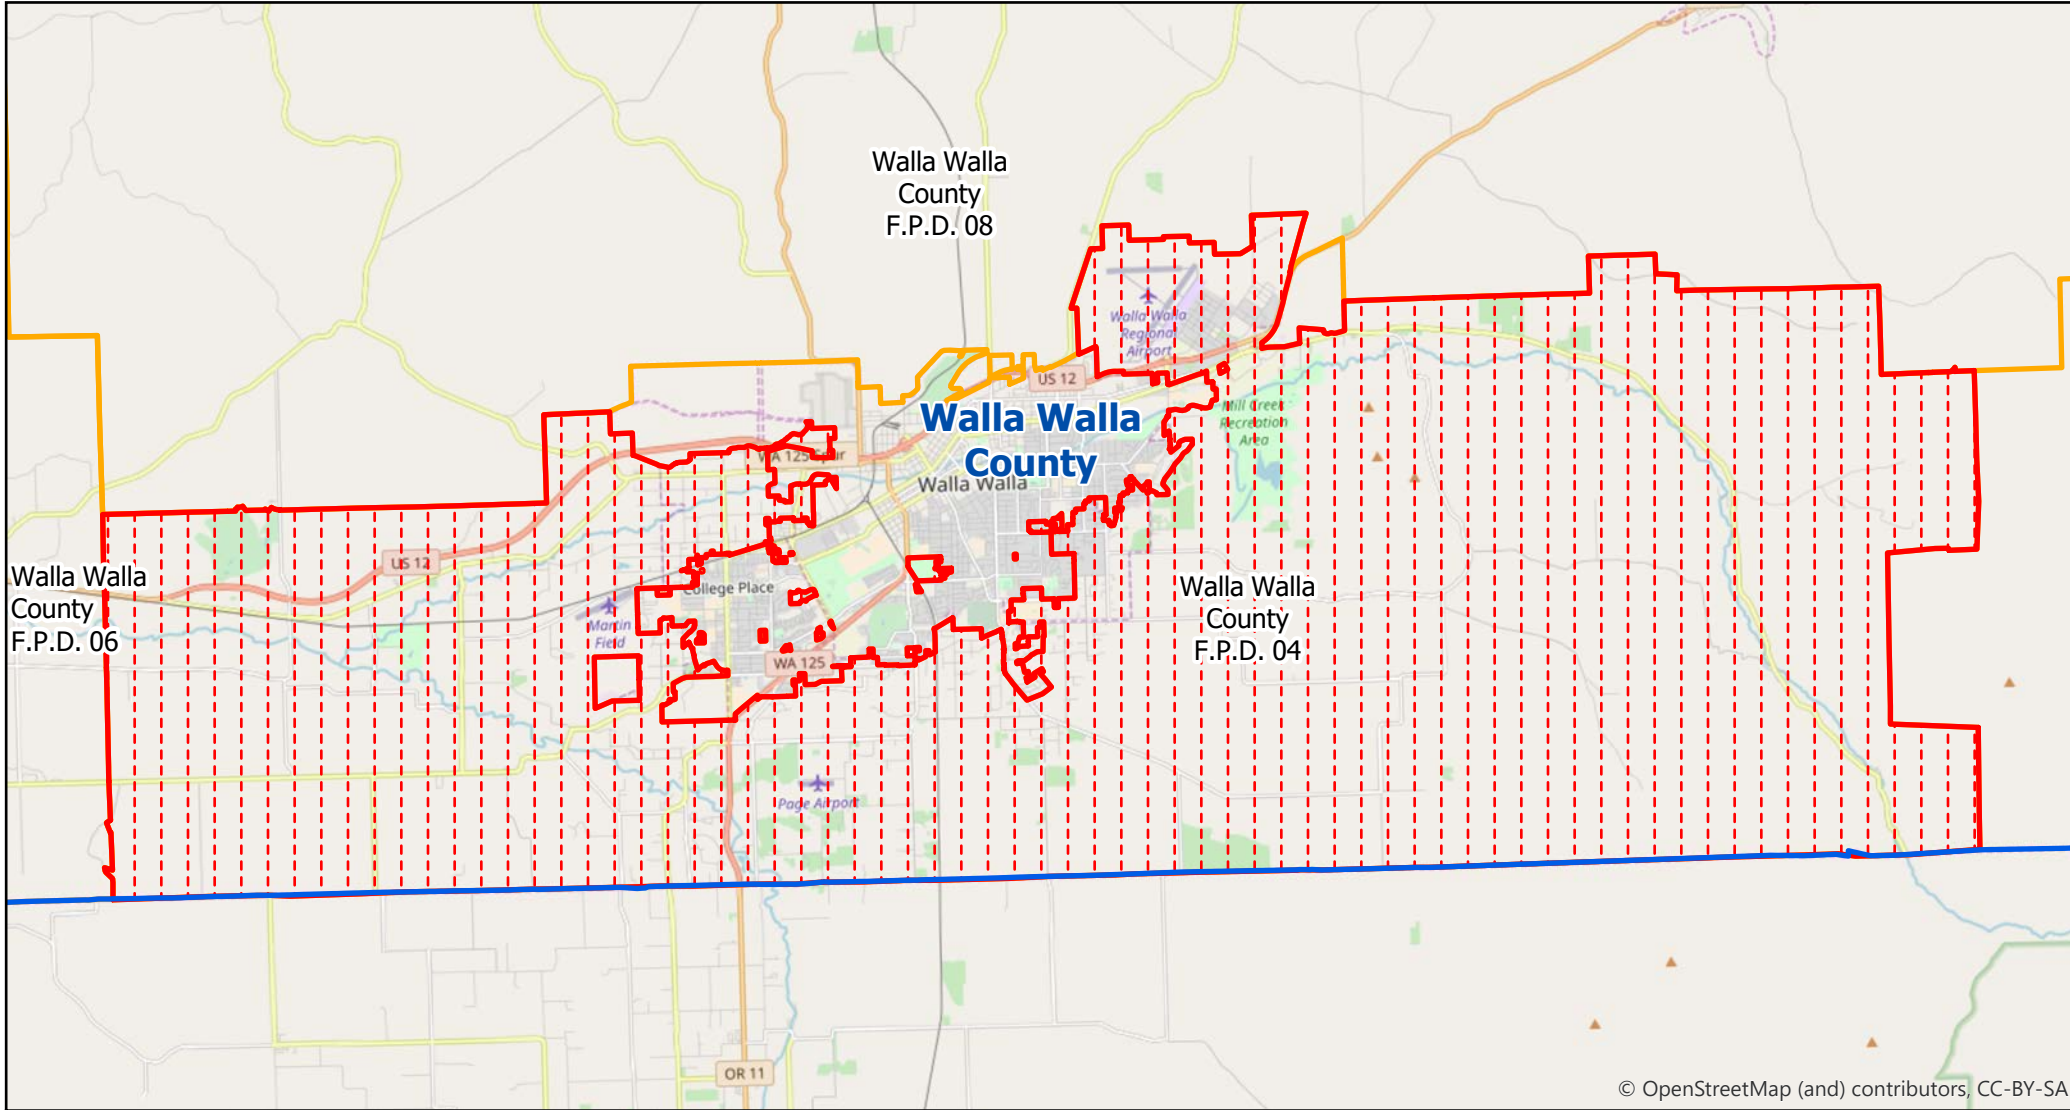 Walla Walla
County
F.P.D. 08
Walla Walla
Regional
Airport
US 12
Walla Walla
County
Mill Creek
Recreation
Area
WA 125 Spur
Walla Walla
US 12
Walla Walla
County
F.P.D. 06
College Place
Martin
Field
Walla Walla
County
F.P.D. 04
WA 125
Page Airport
OR 11
© OpenStreetMap (and) contributors, CC-BY-SA